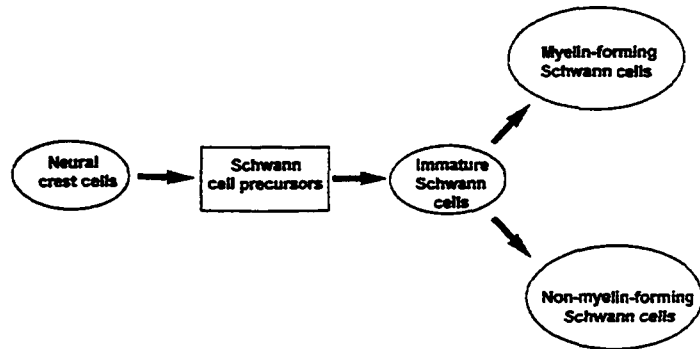 Myelin-forming
Schwann cells
Neural
crest cells
Schwann
cell precursors
Immature
Schwann
cells
Non-myelin-forming
Schwann cells